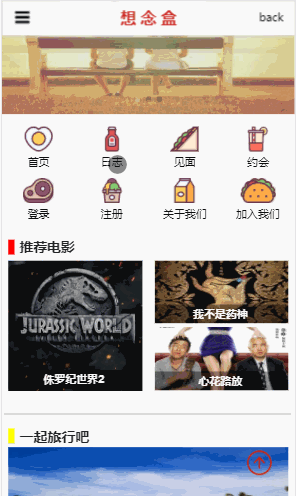 想念盒
back
首页 日志 见面 约会
登录 注册 关于我们 加入我们
推荐电影
JURASSIC WORLD
侏罗纪世界2
我不是药神
心花路放
一起旅行吧